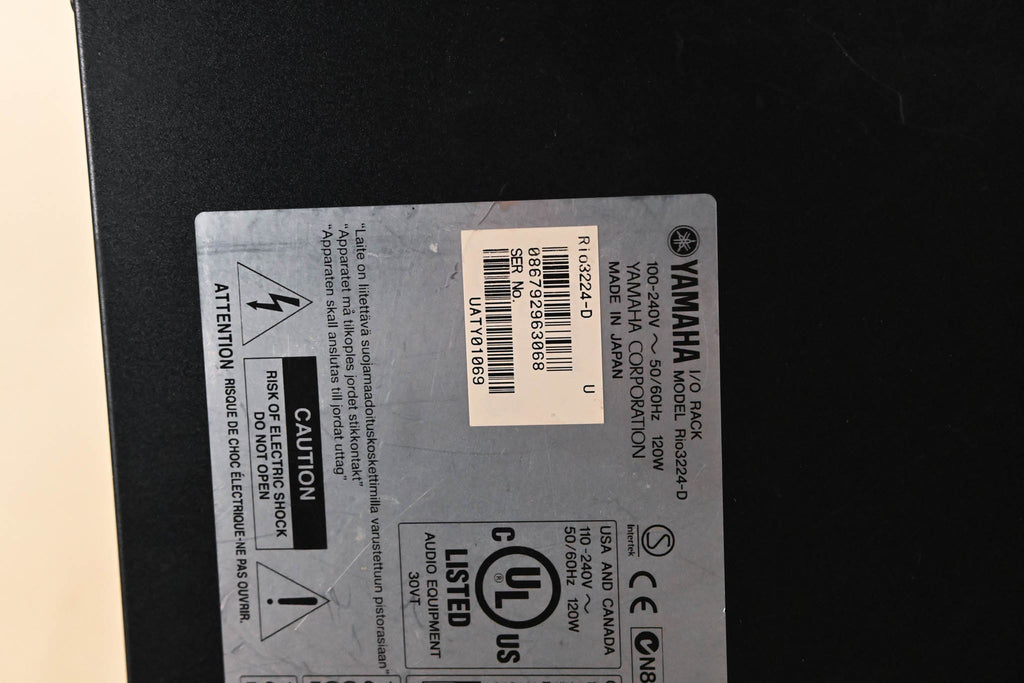 YAMAHA I/O RACK
MODEL Rio3224-D
100-240V ~ 50/60Hz 120W
YAMAHA CORPORATION
MADE IN JAPAN
Rio3224-D U
086792963068
SER No.
UATY01069
"Laite on liitettävä suojamaadoituskoskettimilla varustettuun pistorasiaan"
"Apparatet må tilkoples jordet stikkontakt"
"Apparaten skall anslutas till jordat uttag"
CAUTION
RISK OF ELECTRIC SHOCK
DO NOT OPEN
ATTENTION RISQUE DE CHOC ÉLECTRIQUE-NE PAS OUVRIR.
S
Intertek
CE
N8
USA AND CANADA
110-240V ~
50/60Hz 120W
C UL ® US
LISTED
AUDIO EQUIPMENT
30VT